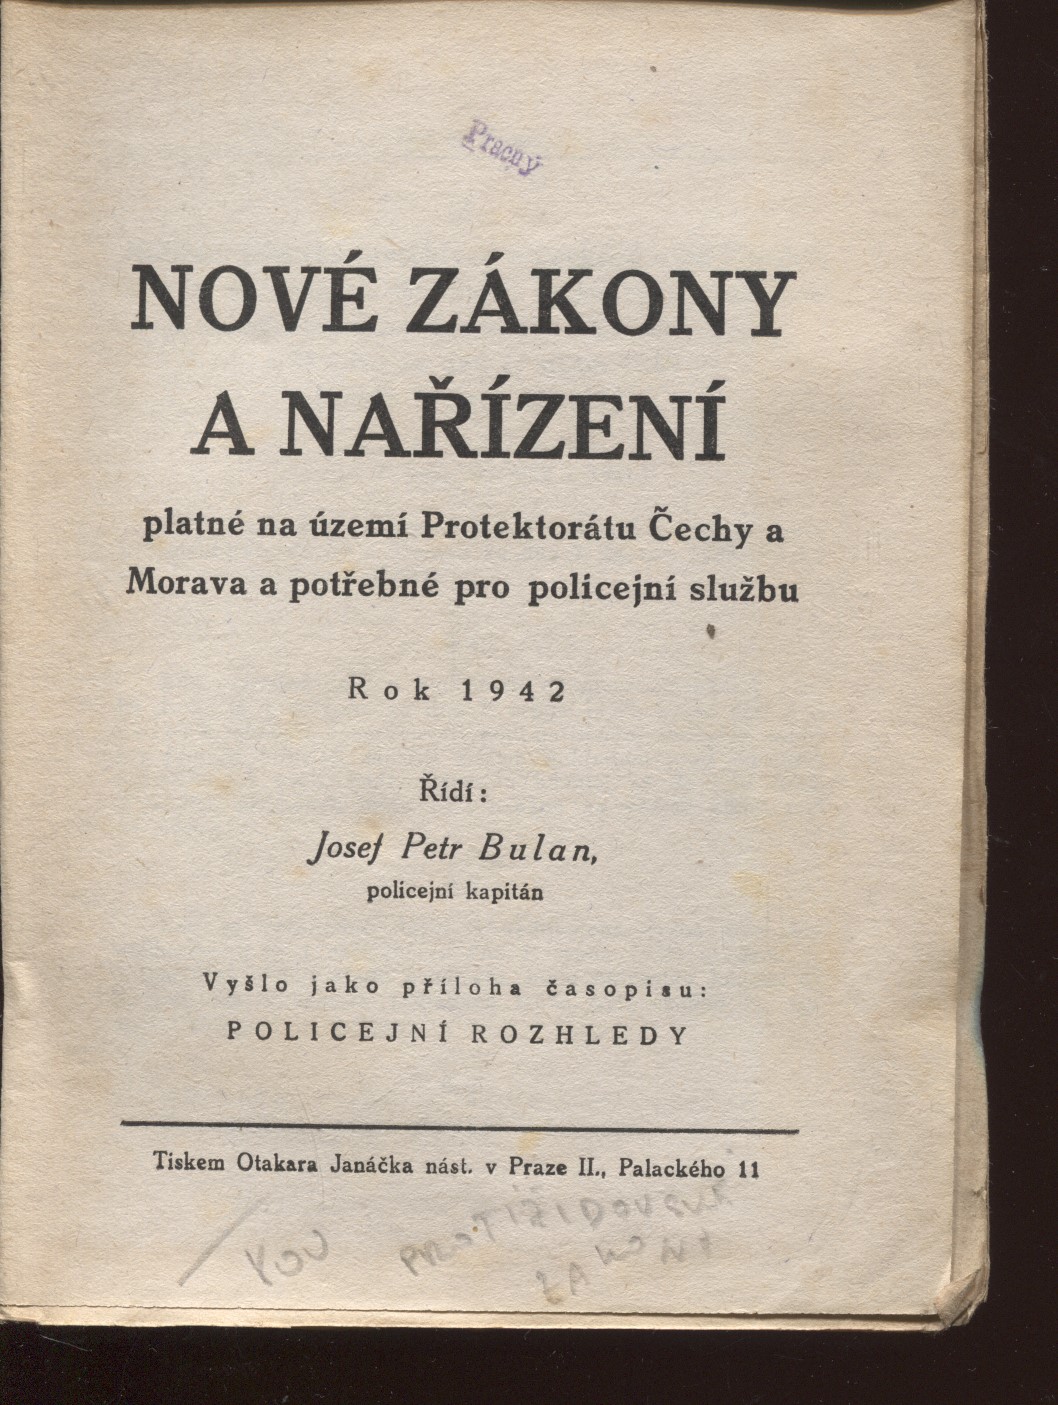 Pracný
NOVÉ ZÁKONY
A NAŘÍZENÍ
platné na území Protektorátu Čechy a
Morava a potřebné pro policejní službu
Rok 1942
Řídí:
Josef Petr Bulan,
policejní kapitán
Vyšlo jako příloha časopisu:
POLICEJNÍ ROZHLEDY
Tiskem Otakara Janáčka nást. v Praze II., Palackého 11
PROTIŽIDOVSKÉ
ZÁKONY